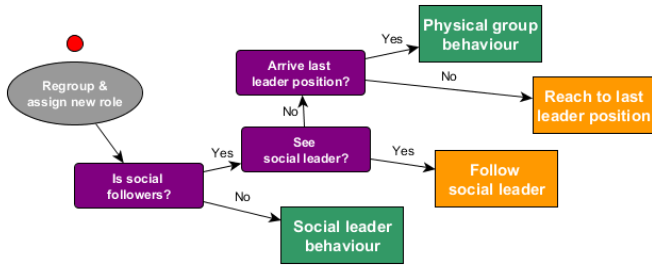 Physical group
behaviour
Yes
Arrive last
leader position?
No
Regroup &
assign new role
Reach to last
leader position
No
See
social leader?
Yes
Yes
Is social
followers?
Follow
social leader
No
Social leader
behaviour